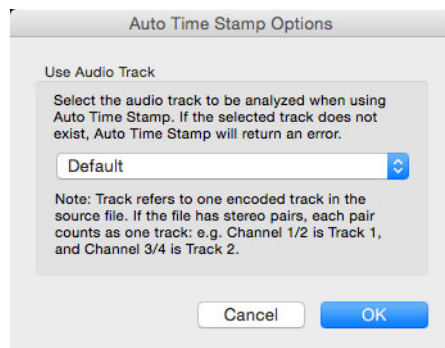 Auto Time Stamp Options
Use Audio Track
Select the audio track to be analyzed when using
Auto Time Stamp. If the selected track does not
exist, Auto Time Stamp will return an error.
Default
Note: Track refers to one encoded track in the
source file. If the file has stereo pairs, each pair
counts as one track: e.g. Channel 1/2 is Track 1,
and Channel 3/4 is Track 2.
Cancel OK